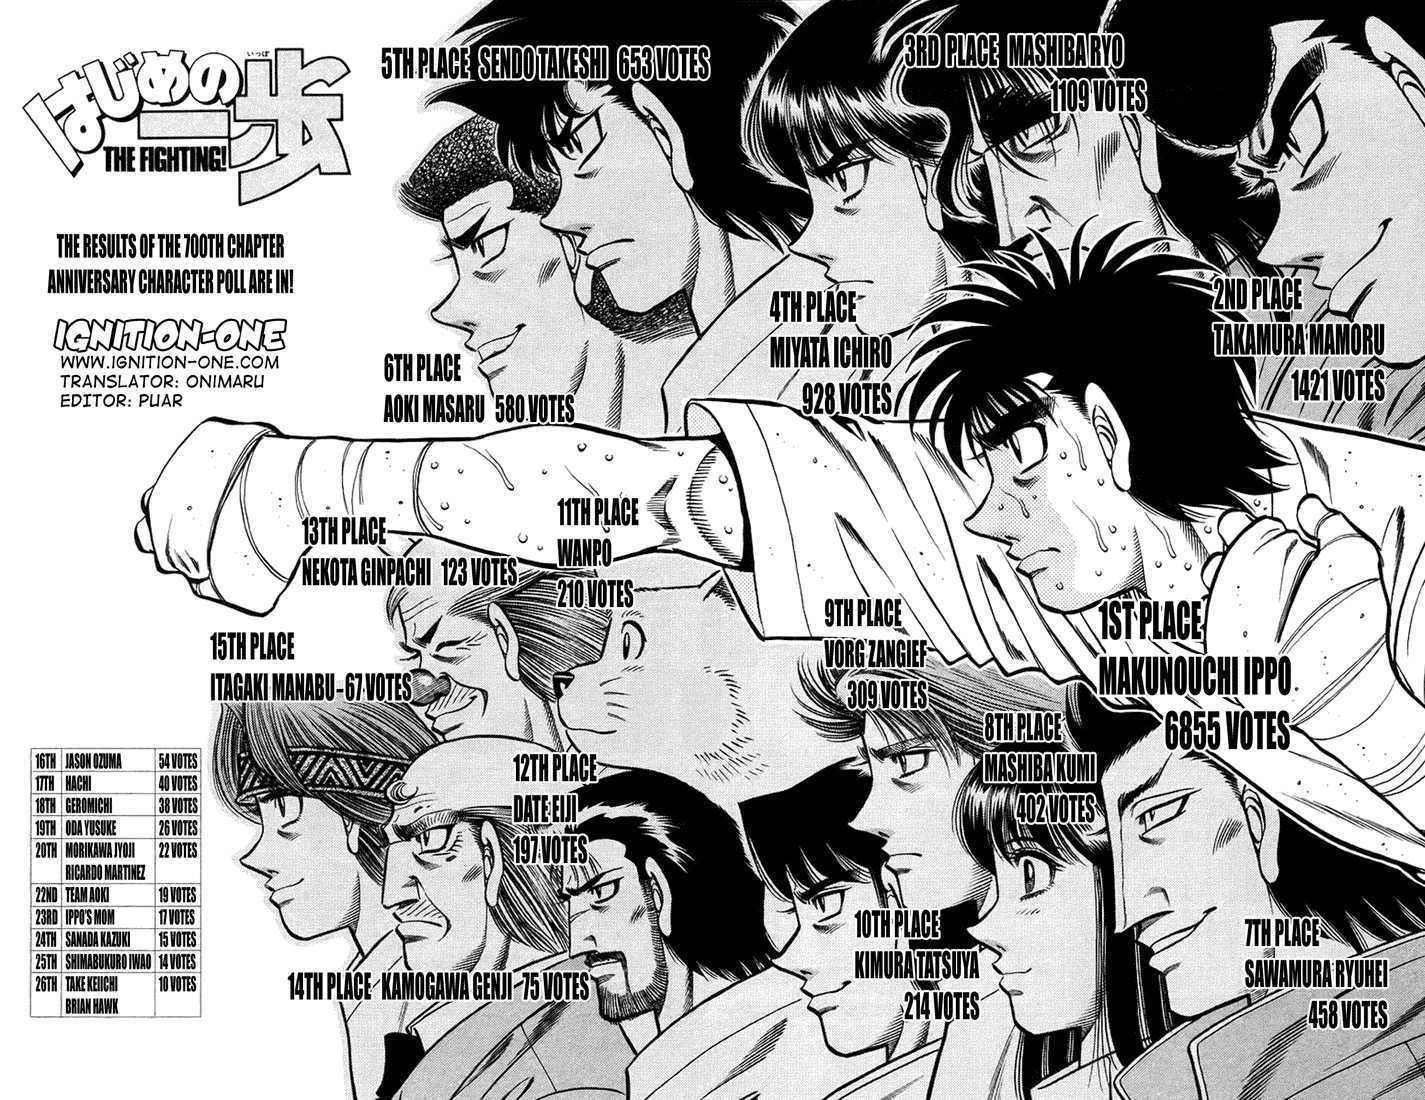 はじめの一歩
いっぽ
THE FIGHTING!
THE RESULTS OF THE 700TH CHAPTER
ANNIVERSARY CHARACTER POLL ARE IN!
IGNITION-ONE
WWW.IGNITION-ONE.COM
TRANSLATOR: ONIMARU
EDITOR: PUAR
5TH PLACE SENDO TAKESHI 653 VOTES
3RD PLACE MASHIBA RYO
1109 VOTES
2ND PLACE
TAKAMURA MAMORU
1421 VOTES
4TH PLACE
MIYATA ICHIRO
928 VOTES
6TH PLACE
AOKI MASARU 580 VOTES
1ST PLACE
MAKUNOUCHI IPPO
6855 VOTES
11TH PLACE
WANPO
210 VOTES
13TH PLACE
NEKOTA GINPACHI 123 VOTES
9TH PLACE
VORG ZANGIEF
309 VOTES
15TH PLACE
ITAGAKI MANABU - 67 VOTES
8TH PLACE
MASHIBA KUMI
402 VOTES
12TH PLACE
DATE EIJI
197 VOTES
10TH PLACE
KIMURA TATSUYA
214 VOTES
7TH PLACE
SAWAMURA RYUHEI
458 VOTES
14TH PLACE KAMOGAWA GENJI 75 VOTES
16TH JASON OZUMA 54 VOTES
17TH HACHI 40 VOTES
18TH GEROMICHI 38 VOTES
19TH ODA YUSUKE 26 VOTES
20TH MORIKAWA JYOJI 22 VOTES
RICARDO MARTINEZ
22ND TEAM AOKI 19 VOTES
23RD IPPO'S MOM 17 VOTES
24TH SANADA KAZUKI 15 VOTES
25TH SHIMABUKURO IWAO 14 VOTES
26TH TAKE KEIICHI 10 VOTES
BRIAN HAWK